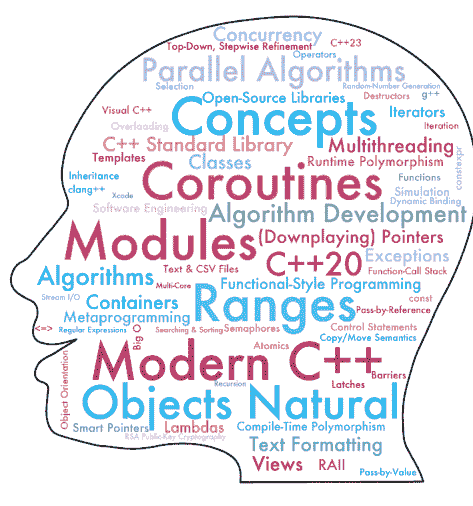 Concurrency
Top-Down, Stepwise Refinement
C++23
Operators
Parallel Algorithms
Selection
Random-Number Generation
Open-Source Libraries
Destructors
g++
Visual C++
Concepts
Iterators
Overloading
Iteration
C++ Standard Library
Multithreading
Templates
Classes
Runtime Polymorphism
constexpr
Inheritance
Coroutines
Functions
clang++
Xcode
Simulation
Dynamic Binding
Software Engineering
Algorithm Development
Modules
(Downplaying) Pointers
C++20
Exceptions
Text & CSV Files
Function-Call Stack
Algorithms
Multi-Core
Functional-Style Programming
Stream I/O
Containers
Ranges
const
Metaprogramming
Pass-by-Reference
<=>
Regular Expressions
Big O
Searching & Sorting
Semaphores
Control Statements
Copy/Move Semantics
Atomics
Modern C++
Object Orientation
Barriers
Recursion
Latches
Objects Natural
Smart Pointers
Lambdas
Compile-Time Polymorphism
RSA Public-Key Cryptography
Text Formatting
Views
RAII
Pass-by-Value